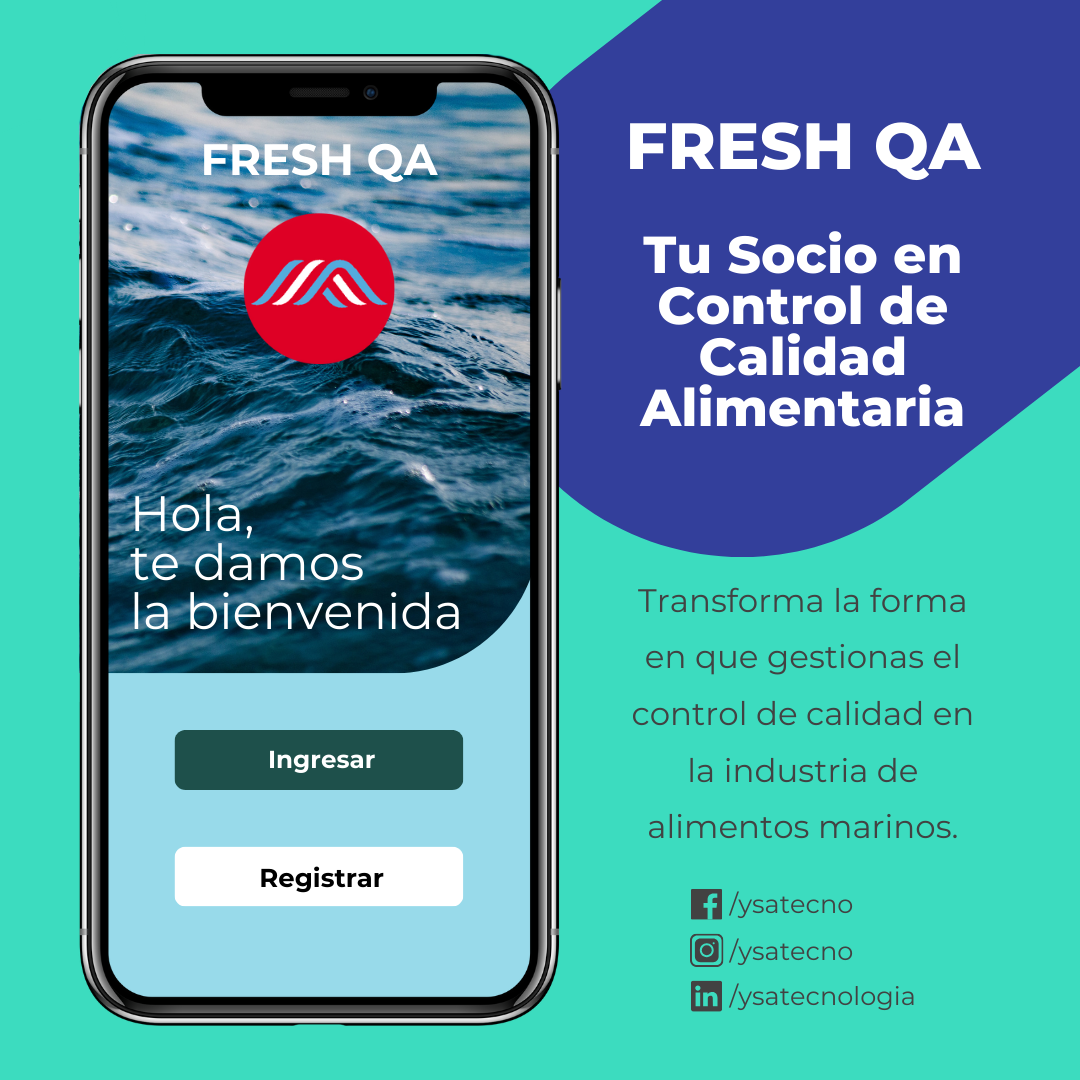 FRESH QA
Hola,
te damos
la bienvenida
Ingresar
Registrar
FRESH QA
Tu Socio en
Control de
Calidad
Alimentaria
Transforma la forma
en que gestionas el
control de calidad en
la industria de
alimentos marinos.
/ysatecno
/ysatecno
/ysatecnologia